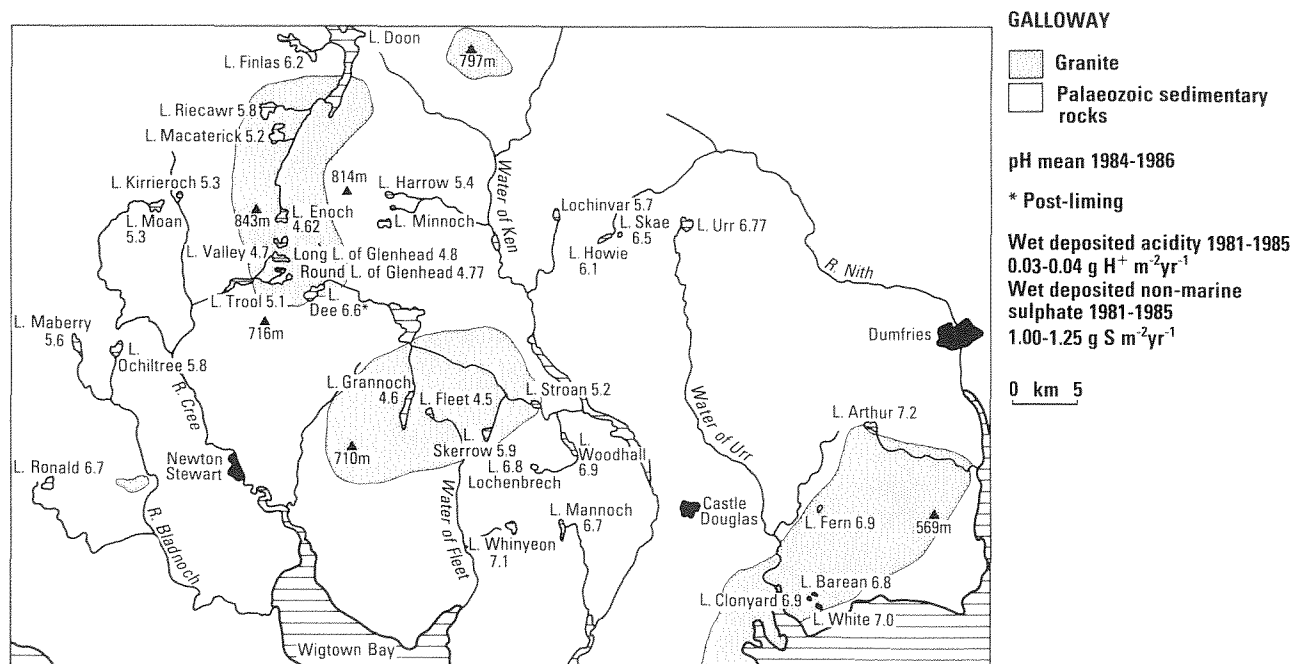 L. Doon
L. Finlas 6.2
797m
L. Riecawr 5.8
L. Macaterick 5.2
L. Kirrieroch 5.3
L. Moan
5.3
814m
843m
L. Enoch
4.62
L. Harrow 5.4
L. Minnoch
Water of Ken
Lochinvar 5.7
L. Skae
6.5
L. Howie
6.1
L. Urr 6.77
R. Nith
L. Valley 4.7
Long L. of Glenhead 4.8
Round L. of Glenhead 4.77
L. Trool 5.1
L.
Dee 6.6*
716m
L. Maberry
5.6
L.
Ochiltree 5.8
R. Cree
Dumfries
L. Grannoch
4.6
L. Fleet 4.5
L. Stroan 5.2
L.
Skerrow 5.9
L. 6.8
Lochenbrech
L.
Woodhall
6.9
710m
Water of Urr
L. Arthur 7.2
L. Ronald 6.7
Newton
Stewart
R. Bladnoch
Water of Fleet
L. Whinyeon
7.1
L. Mannoch
6.7
Castle
Douglas
L. Fern 6.9
569m
L. Barean 6.8
L. Clonyard 6.9
L. White 7.0
Wigtown Bay
GALLOWAY
Granite
Palaeozoic sedimentary
rocks
pH mean 1984-1986
* Post-liming
Wet deposited acidity 1981-1985
0.03-0.04 g H⁺ m⁻²yr⁻¹
Wet deposited non-marine
sulphate 1981-1985
1.00-1.25 g S m⁻²yr⁻¹
0 km 5